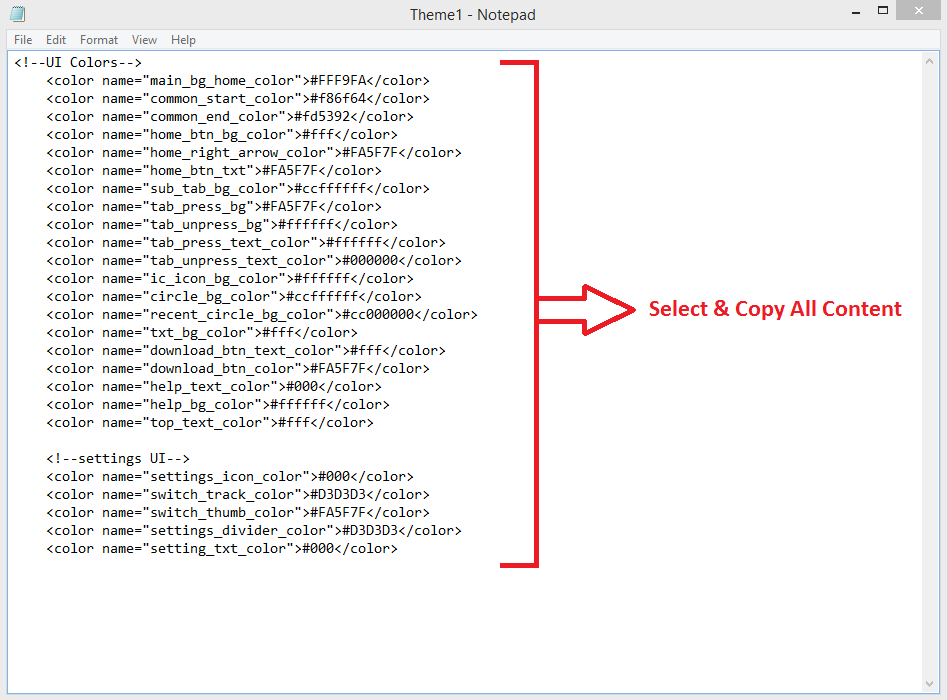 Theme1 - Notepad
File Edit Format View Help
<!--UI Colors-->
<color name="main_bg_home_color">#FFF9FA</color>
<color name="common_start_color">#f86f64</color>
<color name="common_end_color">#fd5392</color>
<color name="home_btn_bg_color">#fff</color>
<color name="home_right_arrow_color">#FA5F7F</color>
<color name="home_btn_txt">#FA5F7F</color>
<color name="sub_tab_bg_color">#ccffffff</color>
<color name="tab_press_bg">#FA5F7F</color>
<color name="tab_unpress_bg">#ffffff</color>
<color name="tab_press_text_color">#ffffff</color>
<color name="tab_unpress_text_color">#000000</color>
<color name="ic_icon_bg_color">#ffffff</color>
<color name="circle_bg_color">#ccffffff</color>
<color name="recent_circle_bg_color">#cc000000</color>
<color name="txt_bg_color">#fff</color>
<color name="download_btn_text_color">#fff</color>
<color name="download_btn_color">#FA5F7F</color>
<color name="help_text_color">#000</color>
<color name="help_bg_color">#ffffff</color>
<color name="top_text_color">#fff</color>
<!--settings UI-->
<color name="settings_icon_color">#000</color>
<color name="switch_track_color">#D3D3D3</color>
<color name="switch_thumb_color">#FA5F7F</color>
<color name="settings_divider_color">#D3D3D3</color>
<color name="setting_txt_color">#000</color>
Select & Copy All Content